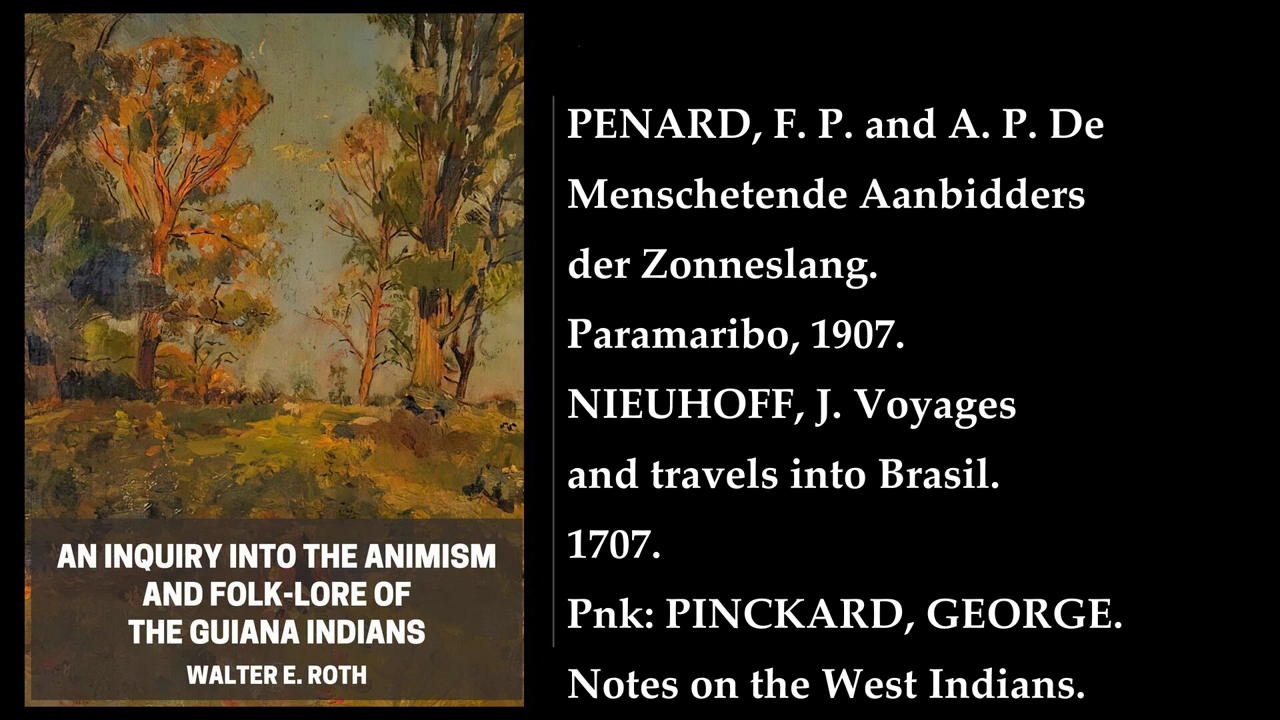 AN INQUIRY INTO THE ANIMISM
AND FOLK-LORE OF
THE GUIANA INDIANS
WALTER E. ROTH
PENARD, F. P. and A. P. De
Menschetende Aanbidders
der Zonneslang.
Paramaribo, 1907.
NIEUHOFF, J. Voyages
and travels into Brasil.
1707.
Pnk: PINCKARD, GEORGE.
Notes on the West Indians.